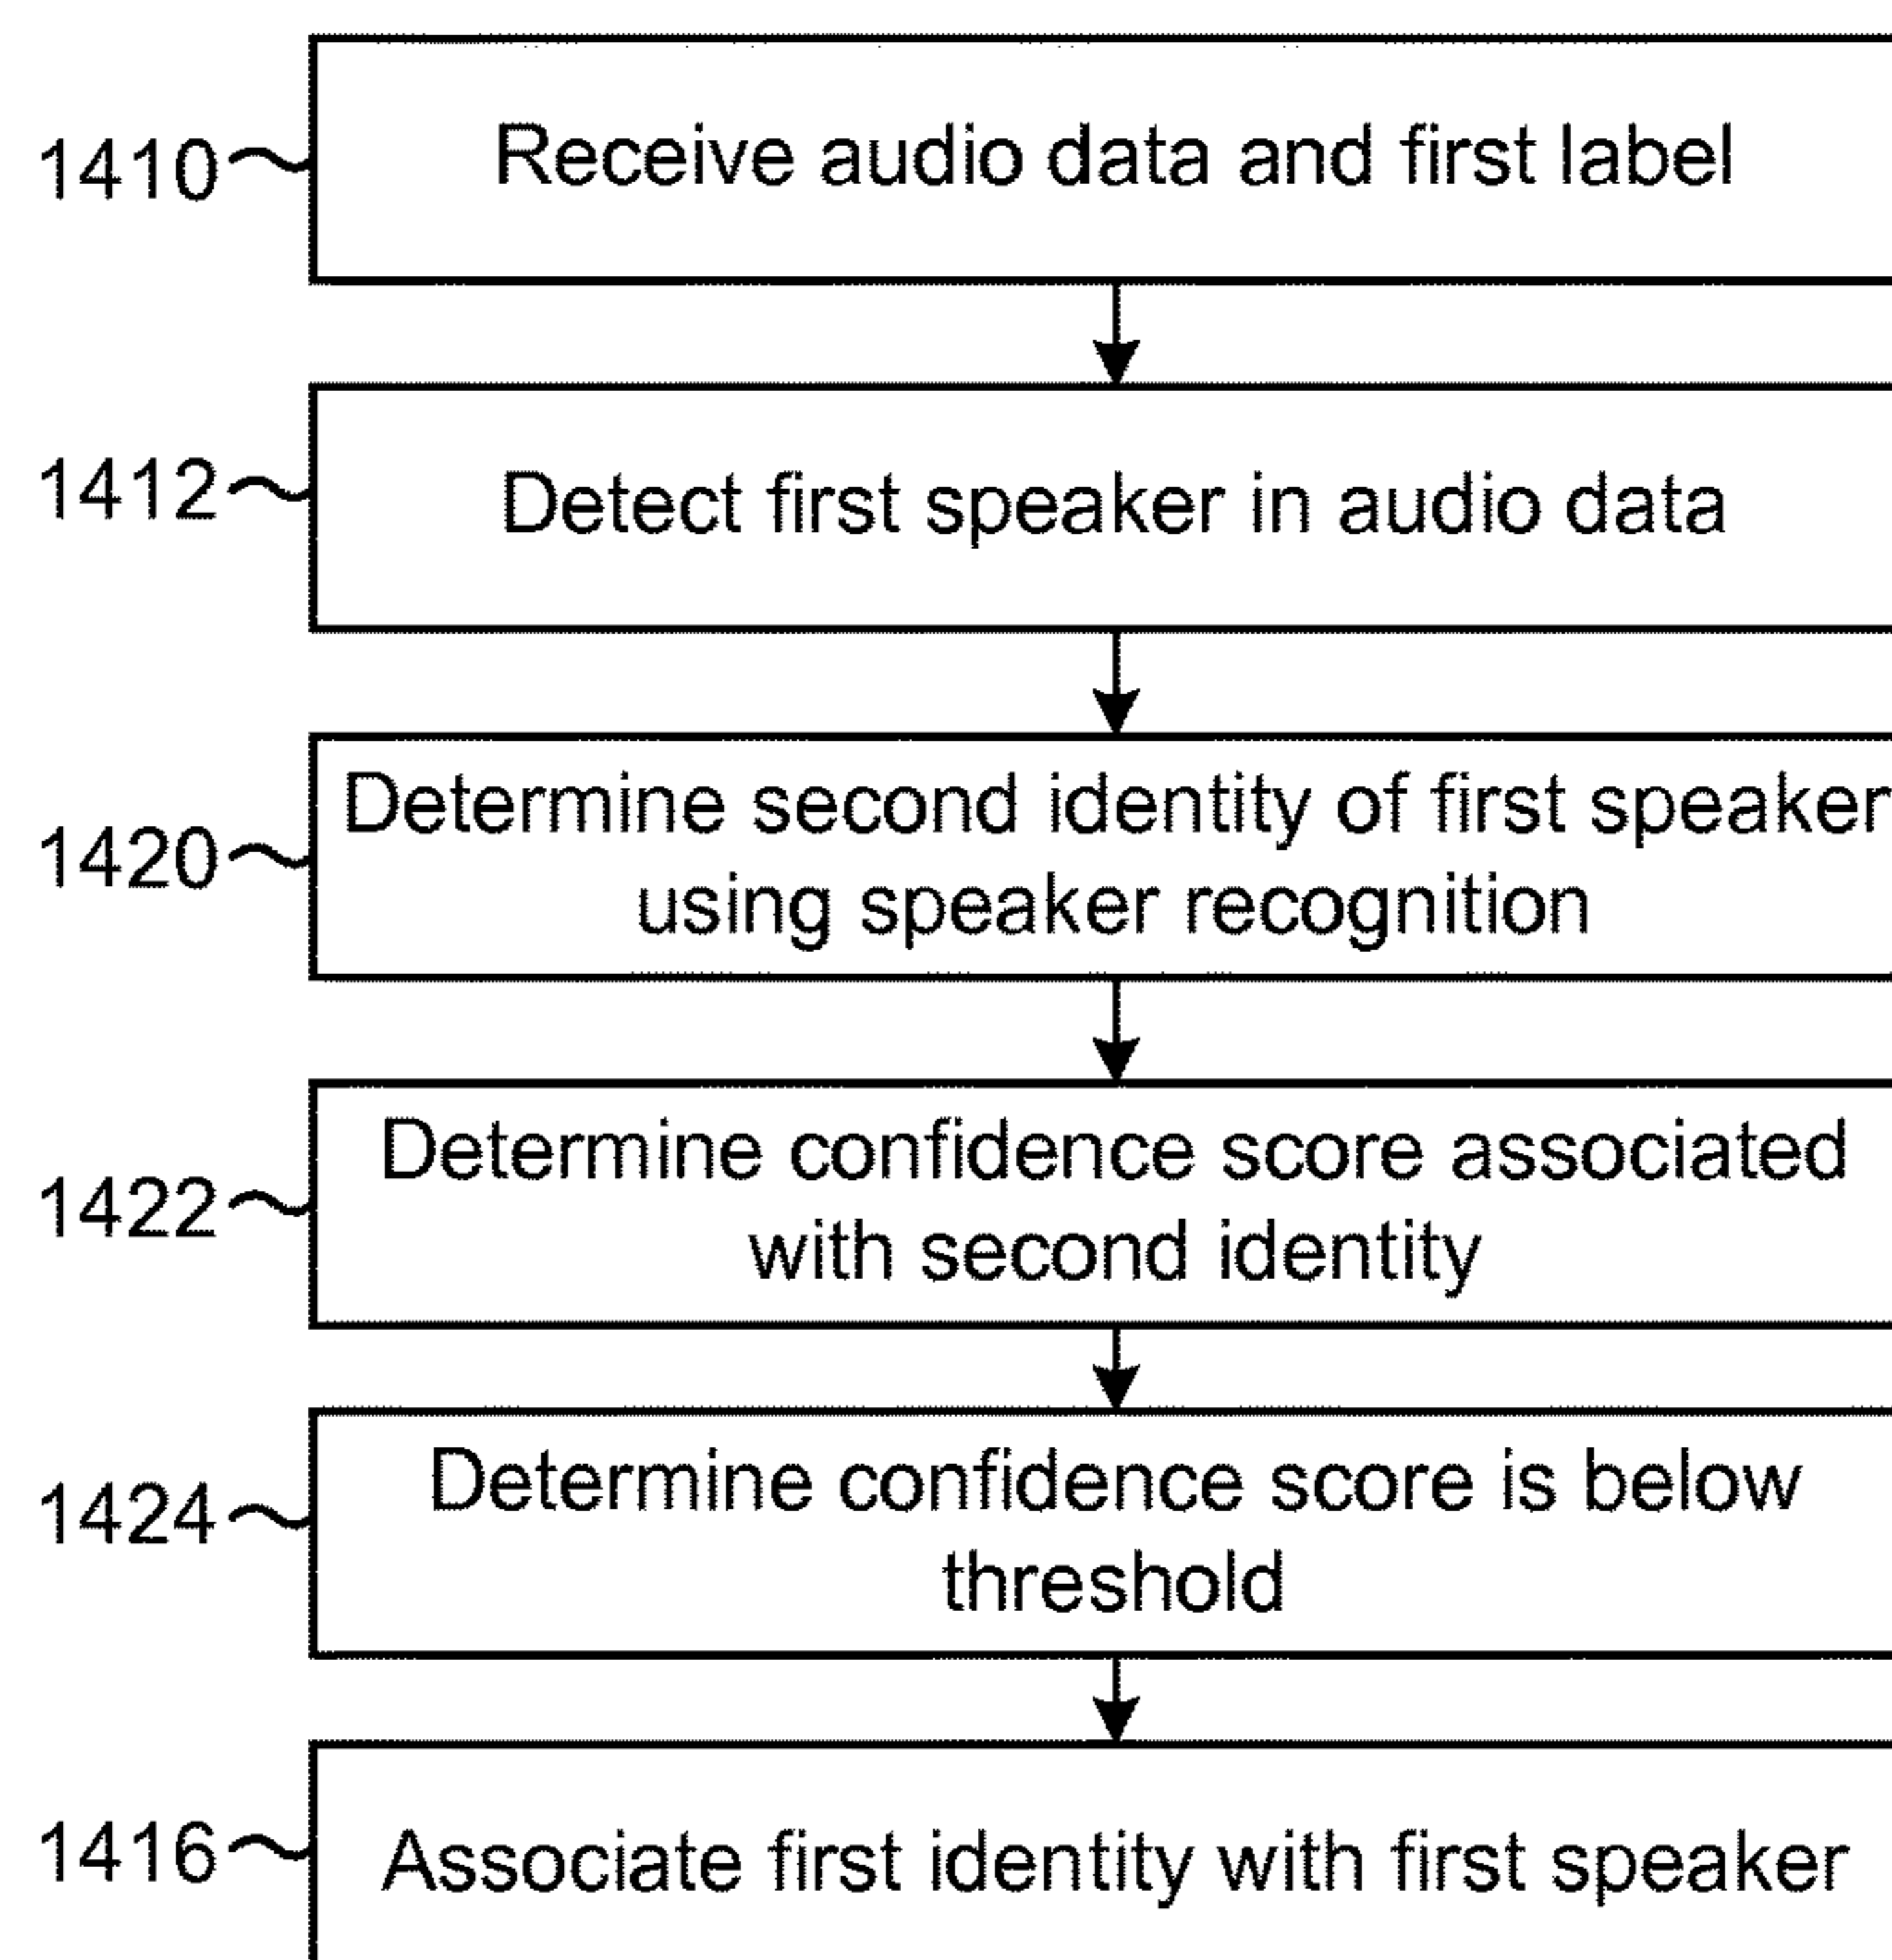 1410 Receive audio data and first label
1412 Detect first speaker in audio data
1420 Determine second identity of first speaker
using speaker recognition
1422 Determine confidence score associated
with second identity
1424 Determine confidence score is below
threshold
1416 Associate first identity with first speaker